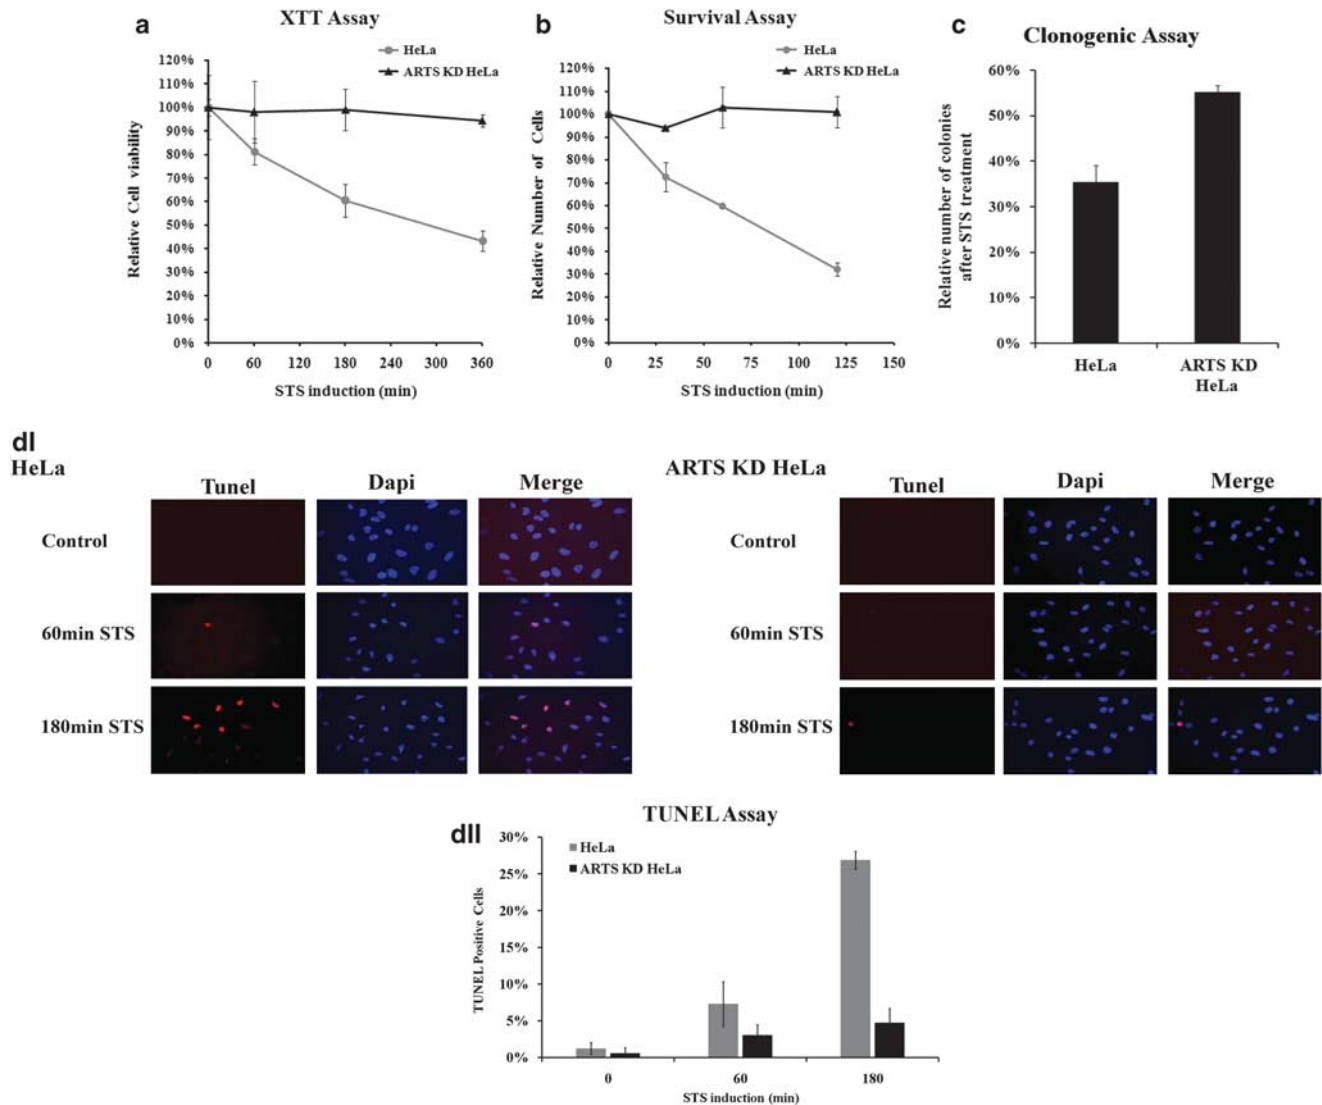 a
XTT Assay
HeLa
ARTS KD HeLa
120%
110%
100%
90%
80%
70%
60%
50%
40%
30%
20%
10%
0%
Relative Cell viability
0 60 120 180 240 300 360
STS induction (min)
b
Survival Assay
HeLa
ARTS KD HeLa
120%
110%
100%
90%
80%
70%
60%
50%
40%
30%
20%
10%
0%
Relative Number of Cells
0 25 50 75 100 125 150
STS induction (min)
c
Clonogenic Assay
60%
50%
40%
30%
20%
10%
0%
Relative number of colonies
after STS treatment
HeLa
ARTS KD
HeLa
dI
HeLa
Tunel Dapi Merge
Control
60min STS
180min STS
ARTS KD HeLa
Tunel Dapi Merge
Control
60min STS
180min STS
dII
TUNEL Assay
HeLa
ARTS KD HeLa
30%
25%
20%
15%
10%
5%
0%
TUNEL Positive Cells
0 60 180
STS induction (min)